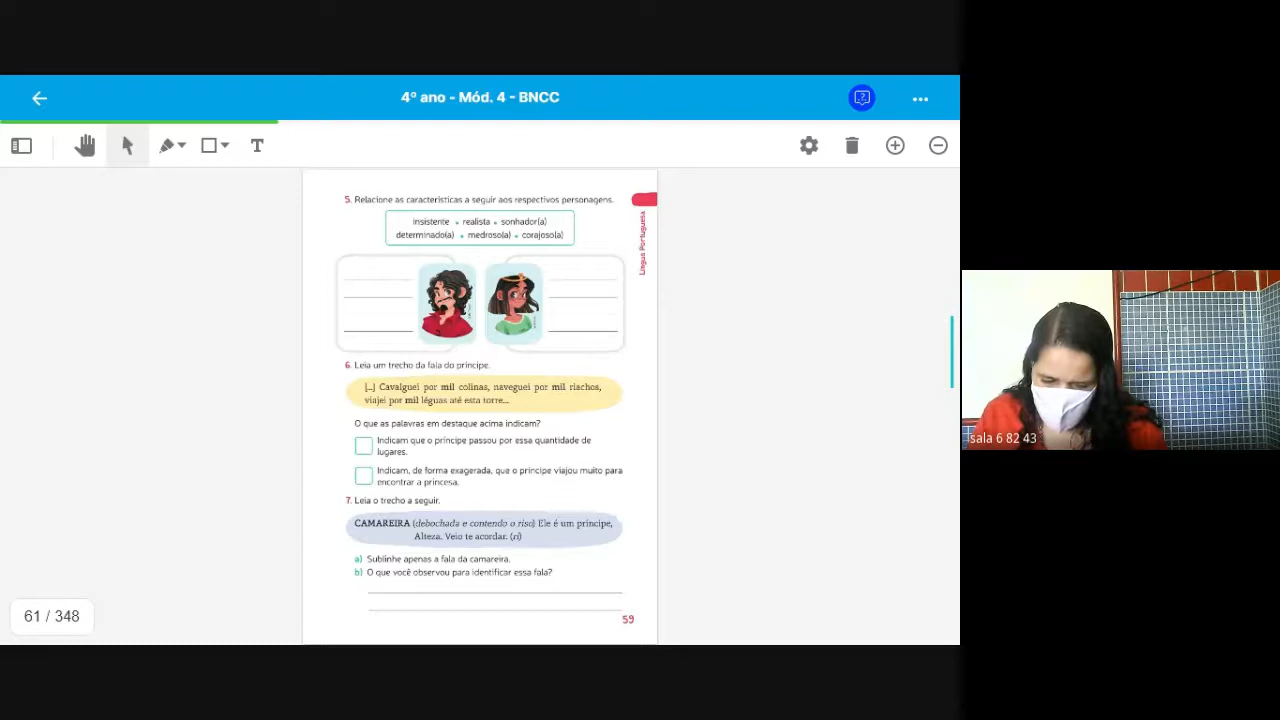 4º ano - Mód. 4 - BNCC
T
5. Relacione as características a seguir aos respectivos personagens.
insistente • realista • sonhador(a)
determinado(a) • medroso(a) • corajoso(a)
Língua Portuguesa
6. Leia um trecho da fala do príncipe.
[...] Cavalguei por mil colinas, naveguei por mil riachos,
viajei por mil léguas até esta torre...
O que as palavras em destaque acima indicam?
Indicam que o príncipe passou por essa quantidade de
lugares.
Indicam, de forma exagerada, que o príncipe viajou muito para
encontrar a princesa.
7. Leia o trecho a seguir.
CAMAREIRA (debochada e contendo o riso) Ele é um príncipe,
Alteza. Veio te acordar. (ri)
a) Sublinhe apenas a fala da camareira.
b) O que você observou para identificar essa fala?
59
61 / 348
sala 6 82 43